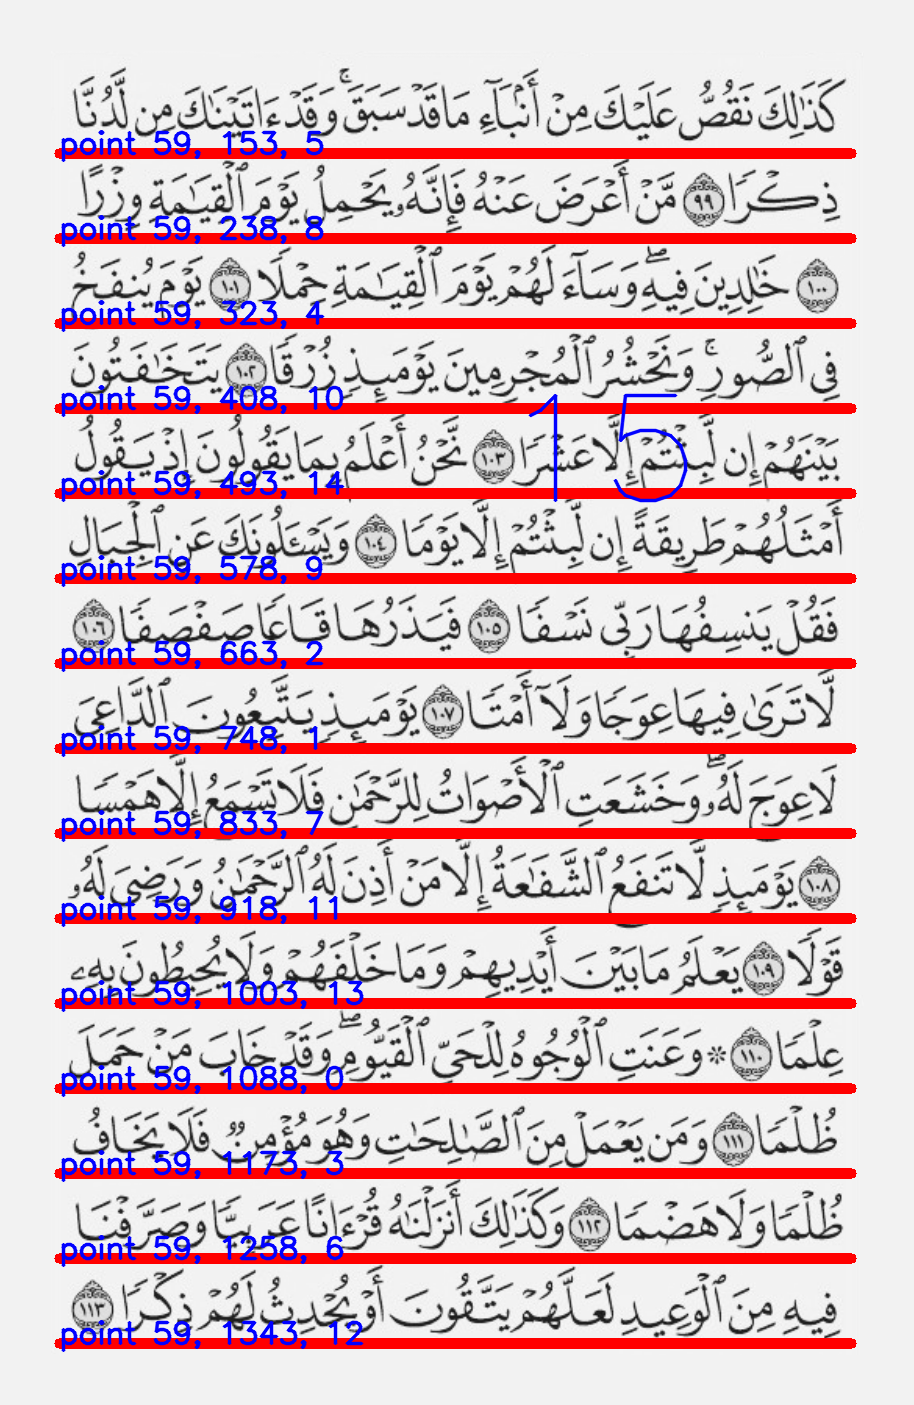 كَذَٰلِكَ نَقُصُّ عَلَيْكَ مِنْ أَنۢبَآءِ مَا قَدْ سَبَقَ ۚ وَقَدْ ءَاتَيْنَٰكَ مِن لَّدُنَّا
point 59, 153, 5
ذِكْرًا ٩٩ مَّنْ أَعْرَضَ عَنْهُ فَإِنَّهُۥ يَحْمِلُ يَوْمَ ٱلْقِيَٰمَةِ وِزْرًا
point 59, 238, 8
١٠٠ خَٰلِدِينَ فِيهِ ۖ وَسَآءَ لَهُمْ يَوْمَ ٱلْقِيَٰمَةِ حِمْلًا ١٠١ يَوْمَ يُنفَخُ
point 59, 323, 4
فِى ٱلصُّورِ ۚ وَنَحْشُرُ ٱلْمُجْرِمِينَ يَوْمَئِذٍ زُرْقًا ١٠٢ يَتَخَٰفَتُونَ
point 59, 408, 10
بَيْنَهُمْ إِن لَّبِثْتُمْ إِلَّا عَشْرًا ١٠٣ نَّحْنُ أَعْلَمُ بِمَا يَقُولُونَ إِذْ يَقُولُ
15
point 59, 493, 14
أَمْثَلُهُمْ طَرِيقَةً إِن لَّبِثْتُمْ إِلَّا يَوْمًا ١٠٤ وَيَسْـَٔلُونَكَ عَنِ ٱلْجِبَالِ
point 59, 578, 9
فَقُلْ يَنسِفُهَا رَبِّى نَسْفًا ١٠٥ فَيَذَرُهَا قَاعًا صَفْصَفًا ١٠٦
point 59, 663, 2
لَّا تَرَىٰ فِيهَا عِوَجًا وَلَآ أَمْتًا ١٠٧ يَوْمَئِذٍ يَتَّبِعُونَ ٱلدَّاعِىَ
point 59, 748, 1
لَا عِوَجَ لَهُۥ ۖ وَخَشَعَتِ ٱلْأَصْوَاتُ لِلرَّحْمَٰنِ فَلَا تَسْمَعُ إِلَّا هَمْسًا
point 59, 833, 7
١٠٨ يَوْمَئِذٍ لَّا تَنفَعُ ٱلشَّفَٰعَةُ إِلَّا مَنْ أَذِنَ لَهُ ٱلرَّحْمَٰنُ وَرَضِىَ لَهُۥ
point 59, 918, 11
قَوْلًا ١٠٩ يَعْلَمُ مَا بَيْنَ أَيْدِيهِمْ وَمَا خَلْفَهُمْ وَلَا يُحِيطُونَ بِهِۦ
point 59, 1003, 13
عِلْمًا ١١٠ ۞ وَعَنَتِ ٱلْوُجُوهُ لِلْحَىِّ ٱلْقَيُّومِ ۖ وَقَدْ خَابَ مَنْ حَمَلَ
point 59, 1088, 0
ظُلْمًا ١١١ وَمَن يَعْمَلْ مِنَ ٱلصَّٰلِحَٰتِ وَهُوَ مُؤْمِنٌ فَلَا يَخَافُ
point 59, 1173, 3
ظُلْمًا وَلَا هَضْمًا ١١٢ وَكَذَٰلِكَ أَنزَلْنَٰهُ قُرْءَانًا عَرَبِيًّا وَصَرَّفْنَا
point 59, 1258, 6
فِيهِ مِنَ ٱلْوَعِيدِ لَعَلَّهُمْ يَتَّقُونَ أَوْ يُحْدِثُ لَهُمْ ذِكْرًا ١١٣
point 59, 1343, 12